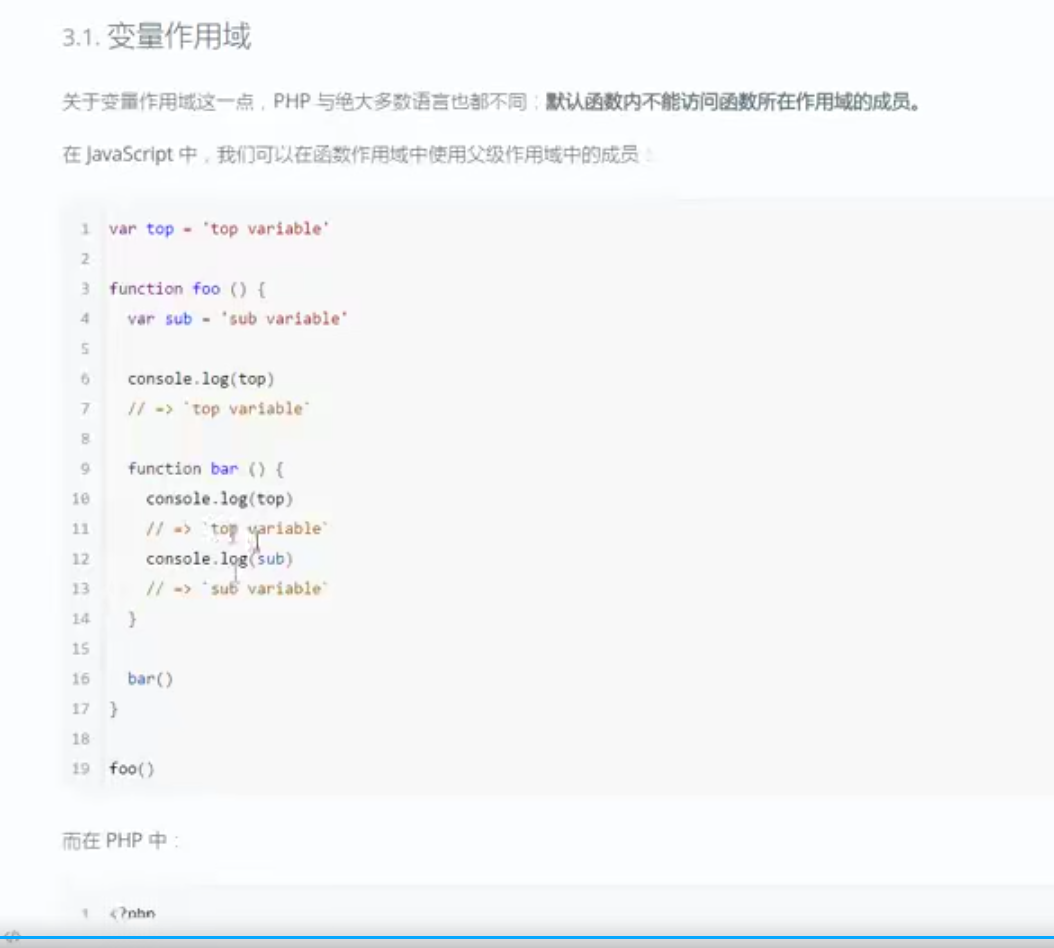 3.1. 变量作用域
关于变量作用域这一点，PHP 与绝大多数语言也都不同：默认函数内不能访问函数所在作用域的成员。
在 JavaScript 中，我们可以在函数作用域中使用父级作用域中的成员：
1 var top = 'top variable'
2
3 function foo () {
4 var sub = 'sub variable'
5
6 console.log(top)
7 // => `top variable`
8
9 function bar () {
10 console.log(top)
11 // => `top variable`
12 console.log(sub)
13 // => `sub variable`
14 }
15
16 bar()
17 }
18
19 foo()
而在 PHP 中：
1 <?php